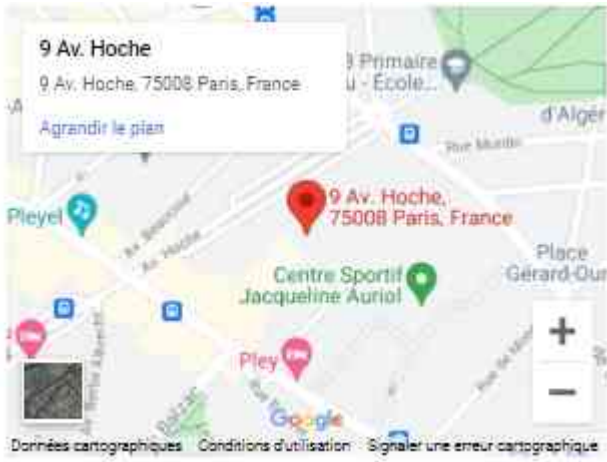 9 Av. Hoche
9 Av. Hoche, 75008 Paris, France
Agrandir le plan
Primaire
École...
d'Alger
Rue Murillo
9 Av. Hoche,
75008 Paris, France
Pleyel
Av. Hoche
Place
Centre Sportif
Jacqueline Auriol
+
Pley
−
Balzac
Google
Données cartographiques Conditions d'utilisation Signaler une erreur cartographique